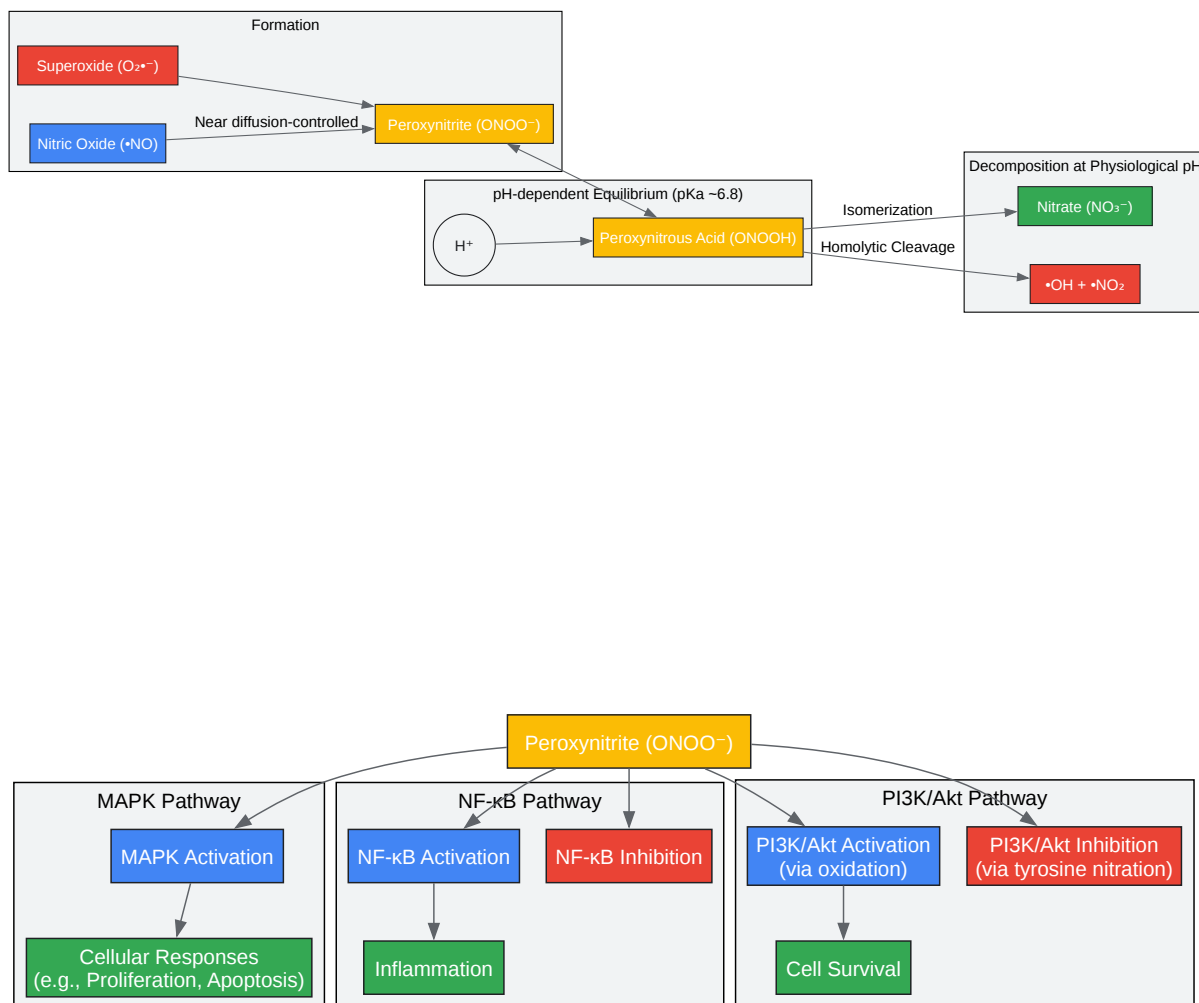 Formation
Superoxide (O₂•⁻)
Near diffusion-controlled
Peroxynitrite (ONOO⁻)
Nitric Oxide (•NO)
pH-dependent Equilibrium (pKa ~6.8)
H⁺
Peroxynitrous Acid (ONOOH)
Isomerization
Homolytic Cleavage
Decomposition at Physiological pH
Nitrate (NO₃⁻)
•OH + •NO₂
Peroxynitrite (ONOO⁻)
MAPK Pathway
MAPK Activation
Cellular Responses
(e.g., Proliferation, Apoptosis)
NF-κB Pathway
NF-κB Activation
NF-κB Inhibition
Inflammation
PI3K/Akt Pathway
PI3K/Akt Activation
(via oxidation)
PI3K/Akt Inhibition
(via tyrosine nitration)
Cell Survival